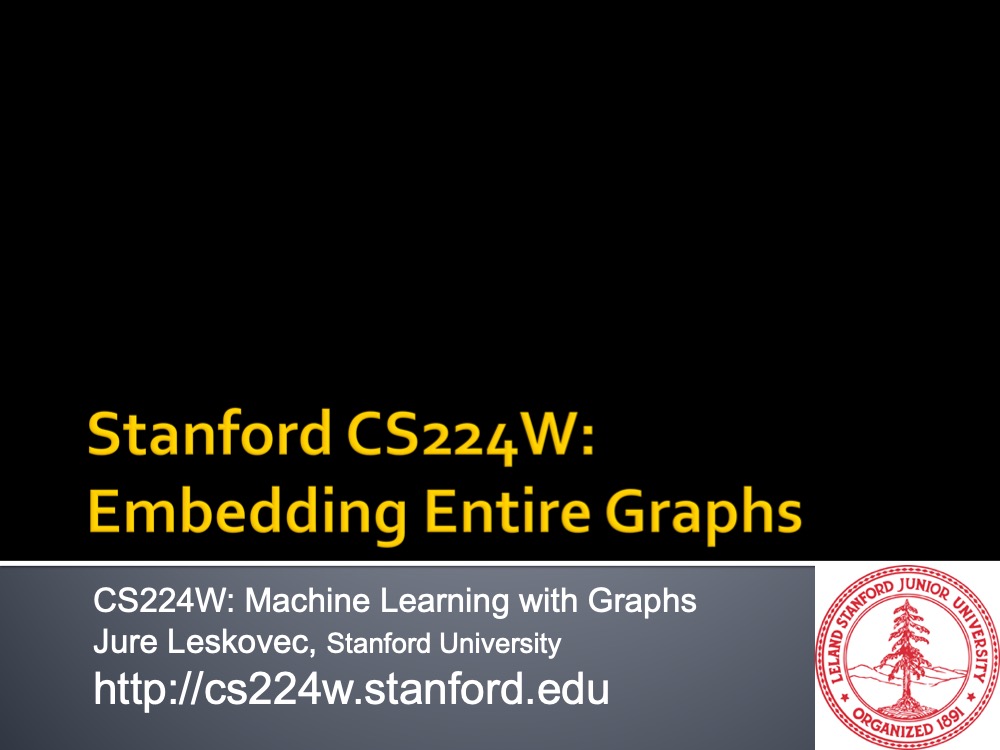 Stanford CS224W:
Embedding Entire Graphs
CS224W: Machine Learning with Graphs
Jure Leskovec, Stanford University
http://cs224w.stanford.edu
LELAND STANFORD JUNIOR UNIVERSITY
ORGANIZED 1891